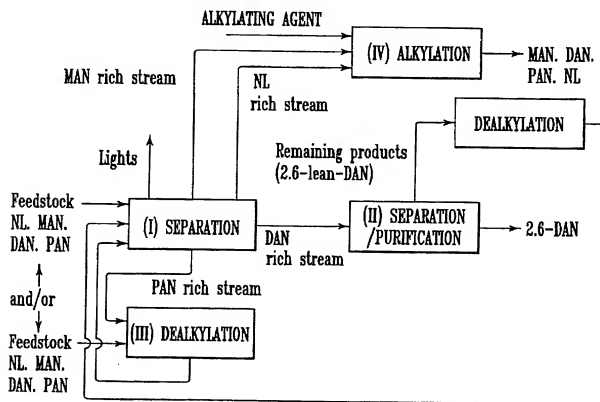 ALKYLATING AGENT
(IV) ALKYLATION
MAN. DAN.
PAN. NL
MAN rich stream
NL
rich stream
DEALKYLATION
Lights
Remaining products
(2.6-lean-DAN)
Feedstock
NL. MAN.
DAN. PAN
(I) SEPARATION
DAN
rich stream
(II) SEPARATION
/PURIFICATION
2.6-DAN
and/or
PAN rich stream
(III) DEALKYLATION
Feedstock
NL. MAN.
DAN. PAN